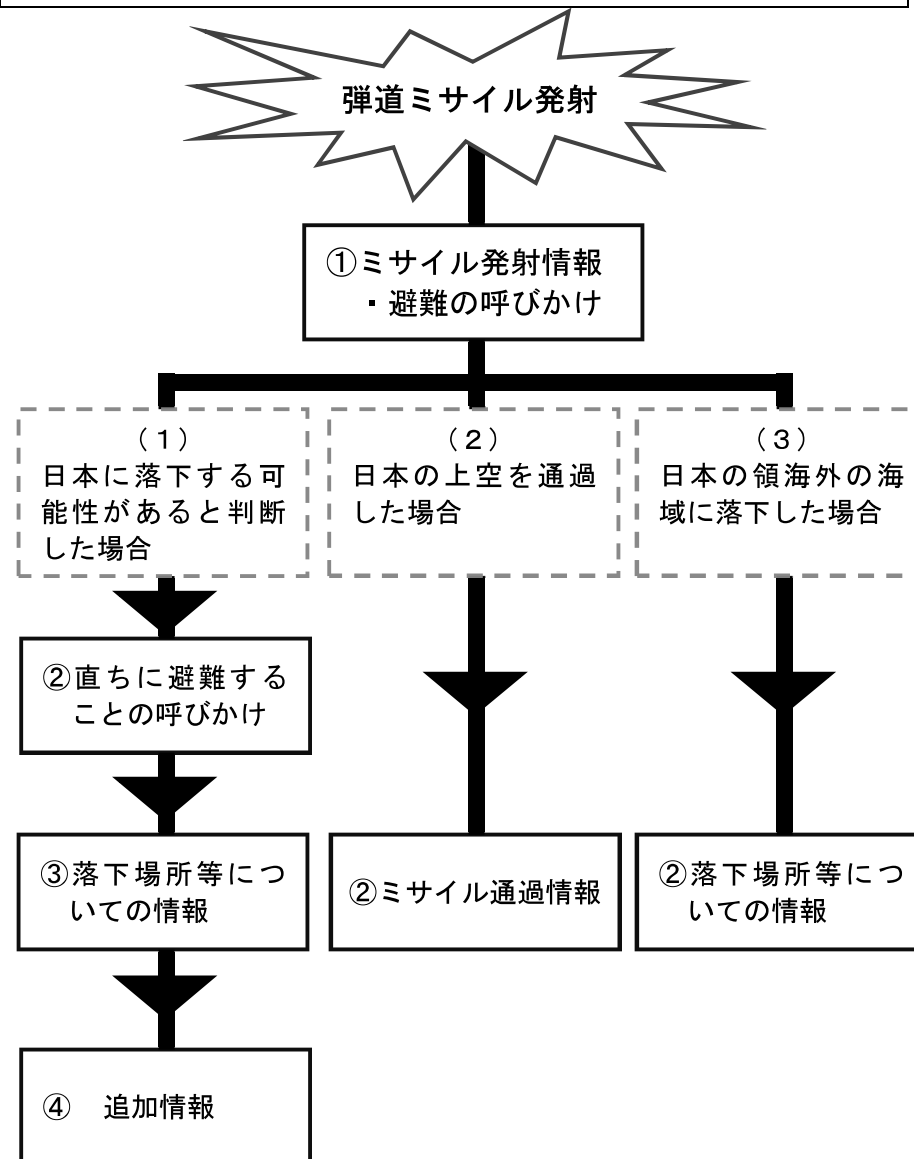 弾道ミサイル発射
①ミサイル発射情報
・避難の呼びかけ
（１）
日本に落下する可
能性があると判断
した場合
（２）
日本の上空を通過
した場合
（３）
日本の領海外の海
域に落下した場合
②直ちに避難する
ことの呼びかけ
③落下場所等につ
いての情報
②ミサイル通過情報
②落下場所等につ
いての情報
④　追加情報